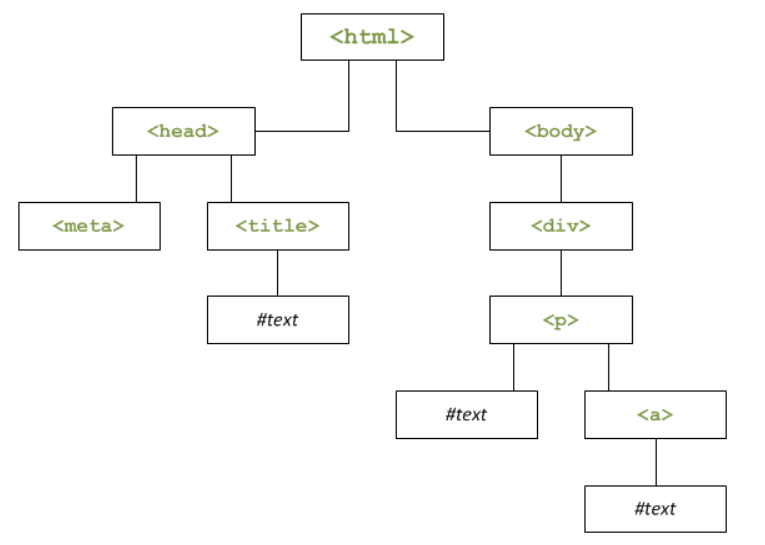 <html>
<head>
<body>
<meta>
<title>
<div>
#text
<p>
#text
<a>
#text